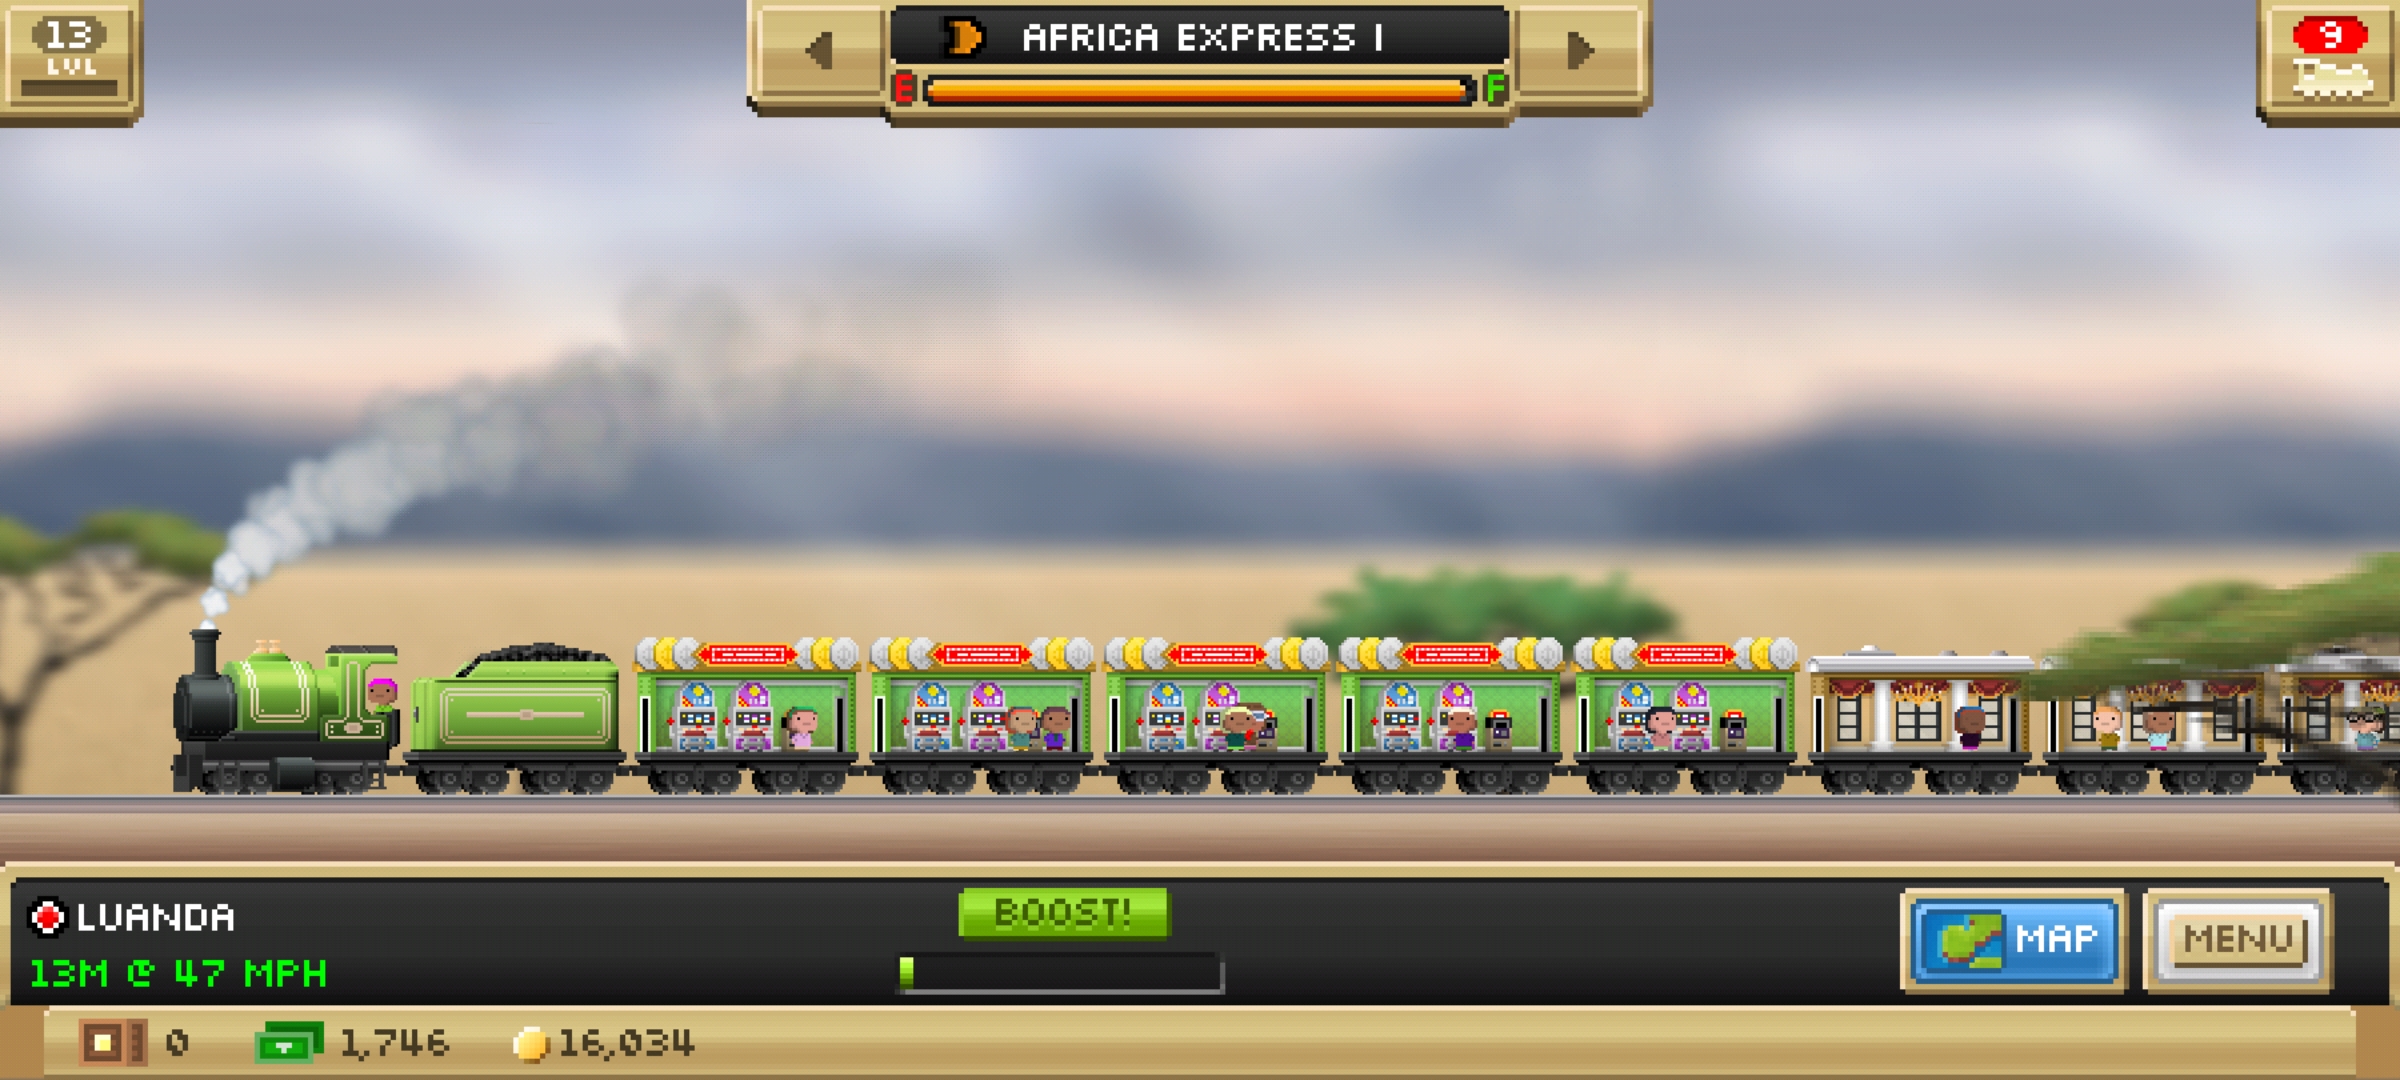 13
LVL
AFRICA EXPRESS I
E F
9
LUANDA
13M @ 47 MPH
BOOST!
MAP
MENU
0
1,746
16,034